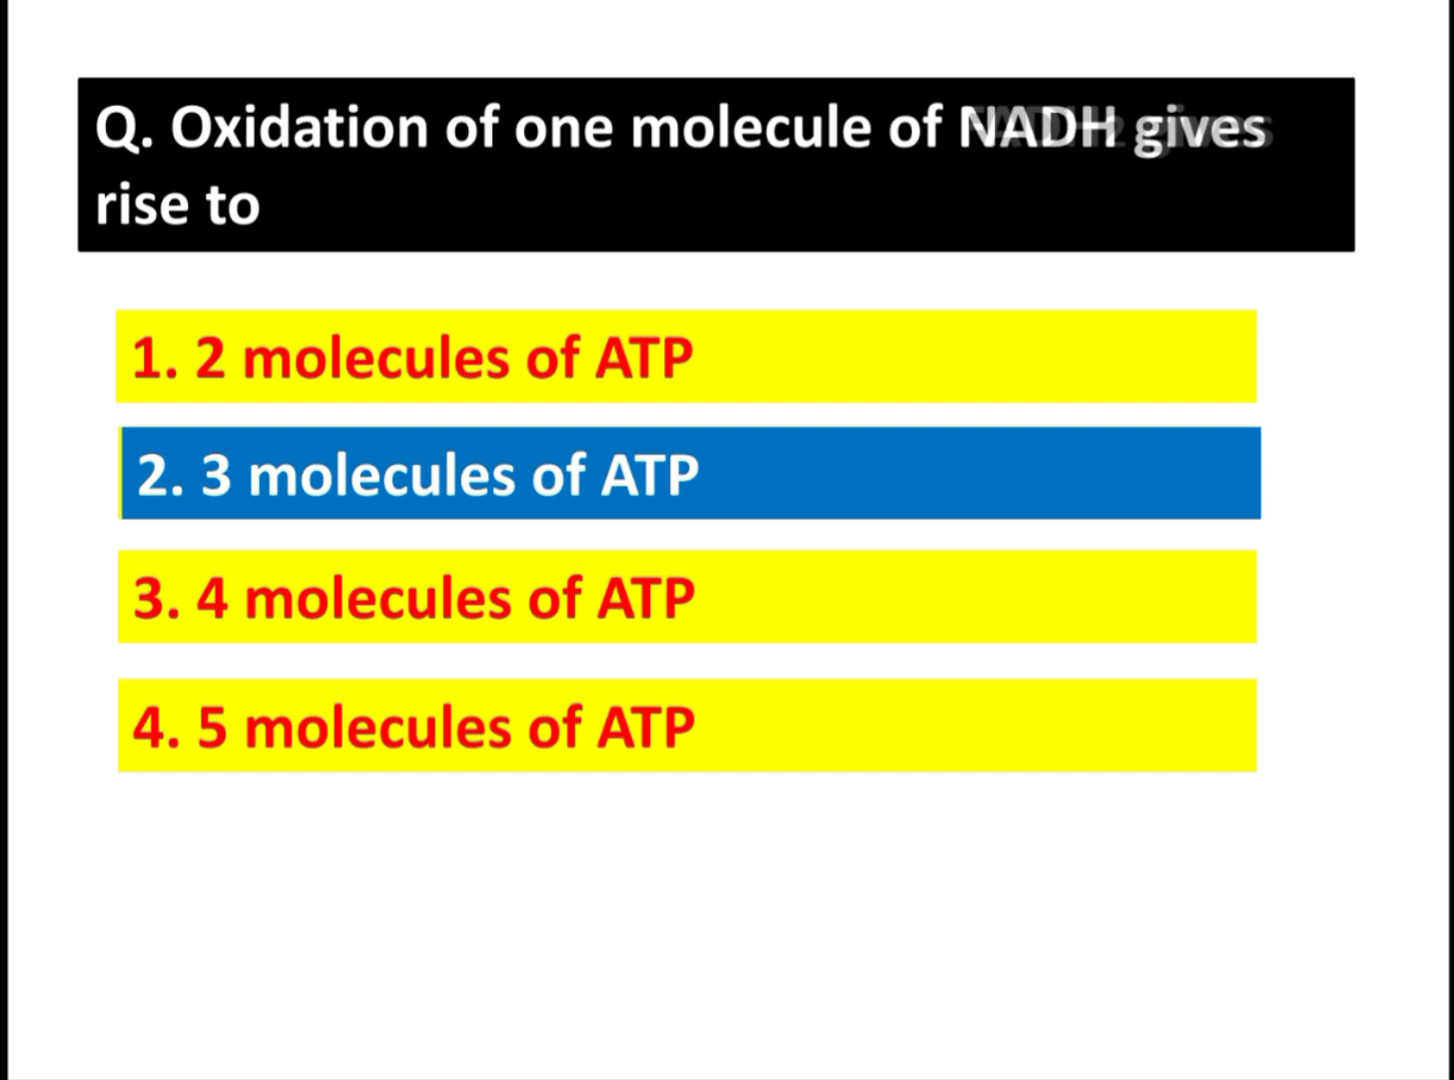 Q. Oxidation of one molecule of NADH gives
rise to
1. 2 molecules of ATP
2. 3 molecules of ATP
3. 4 molecules of ATP
4. 5 molecules of ATP